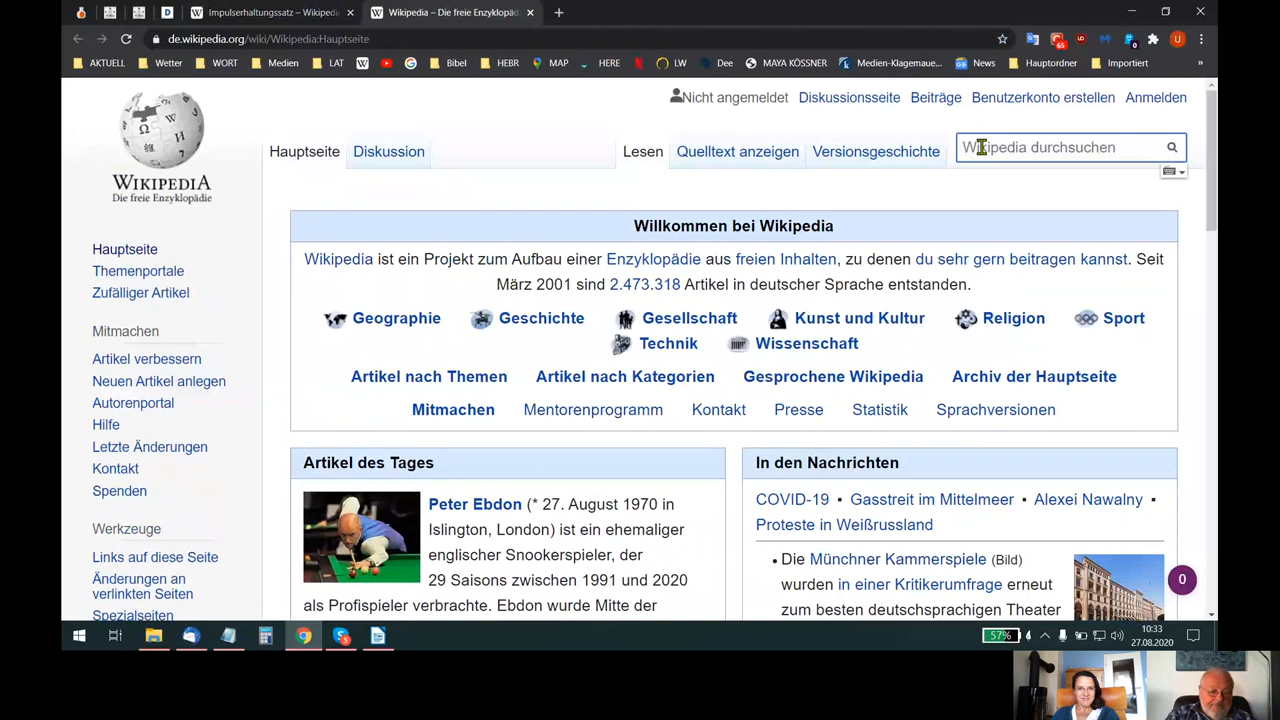 Impulserhaltungssatz – Wikipedi
Wikipedia – Die freie Enzyklopäd
de.wikipedia.org/wiki/Wikipedia:Hauptseite
65
0
U
AKTUELL
Wetter
WORT
Medien
LAT
Bibel
HEBR
MAP
HERE
LW
Dee
MAYA KÖSSNER
Medien-Klagemaue...
News
Hauptordner
Importiert
»
Nicht angemeldet
Diskussionsseite
Beiträge
Benutzerkonto erstellen
Anmelden
Hauptseite
Diskussion
Lesen
Quelltext anzeigen
Versionsgeschichte
Wikipedia durchsuchen
WIKIPEDIA
Die freie Enzyklopädie
Hauptseite
Themenportale
Zufälliger Artikel
Mitmachen
Artikel verbessern
Neuen Artikel anlegen
Autorenportal
Hilfe
Letzte Änderungen
Kontakt
Spenden
Werkzeuge
Links auf diese Seite
Änderungen an
verlinkten Seiten
Spezialseiten
Willkommen bei Wikipedia
Wikipedia ist ein Projekt zum Aufbau einer Enzyklopädie aus freien Inhalten, zu denen du sehr gern beitragen kannst. Seit
März 2001 sind 2.473.318 Artikel in deutscher Sprache entstanden.
Geographie
Geschichte
Gesellschaft
Kunst und Kultur
Religion
Sport
Technik
Wissenschaft
Artikel nach Themen
Artikel nach Kategorien
Gesprochene Wikipedia
Archiv der Hauptseite
Mitmachen
Mentorenprogramm
Kontakt
Presse
Statistik
Sprachversionen
Artikel des Tages
Peter Ebdon (* 27. August 1970 in
Islington, London) ist ein ehemaliger
englischer Snookerspieler, der
29 Saisons zwischen 1991 und 2020
als Profispieler verbrachte. Ebdon wurde Mitte der
In den Nachrichten
COVID-19 ▪ Gasstreit im Mittelmeer ▪ Alexei Nawalny ▪
Proteste in Weißrussland
• Die Münchner Kammerspiele (Bild)
wurden in einer Kritikerumfrage erneut
zum besten deutschsprachigen Theater
0
57%
10:33
27.08.2020